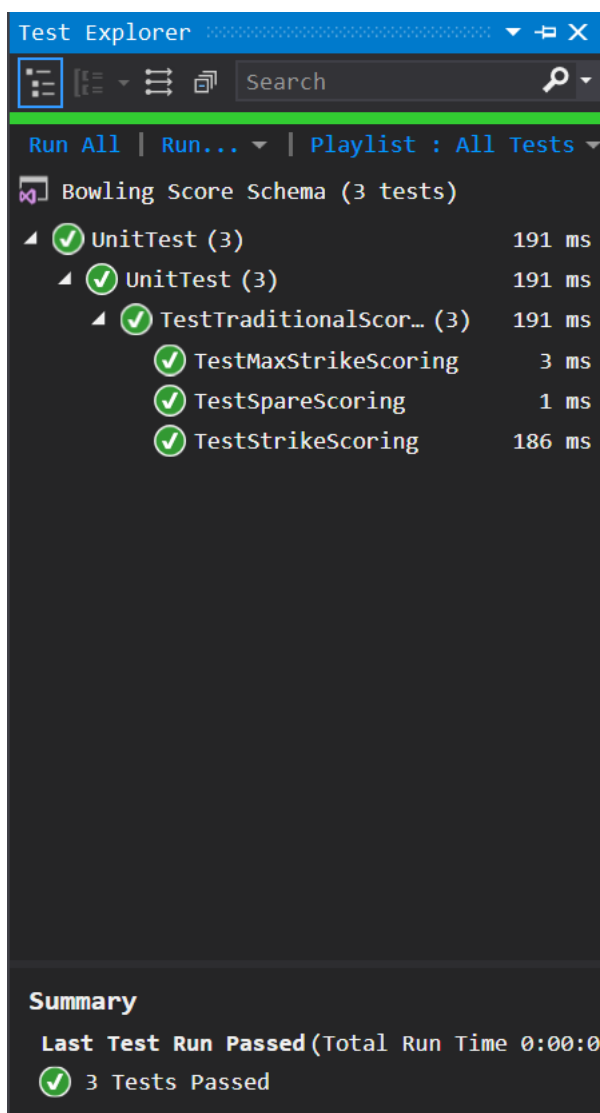 Test Explorer
Search
Run All | Run... | Playlist : All Tests
Bowling Score Schema (3 tests)
UnitTest (3) 191 ms
UnitTest (3) 191 ms
TestTraditionalScor… (3) 191 ms
TestMaxStrikeScoring 3 ms
TestSpareScoring 1 ms
TestStrikeScoring 186 ms
Summary
Last Test Run Passed (Total Run Time 0:00:0
3 Tests Passed